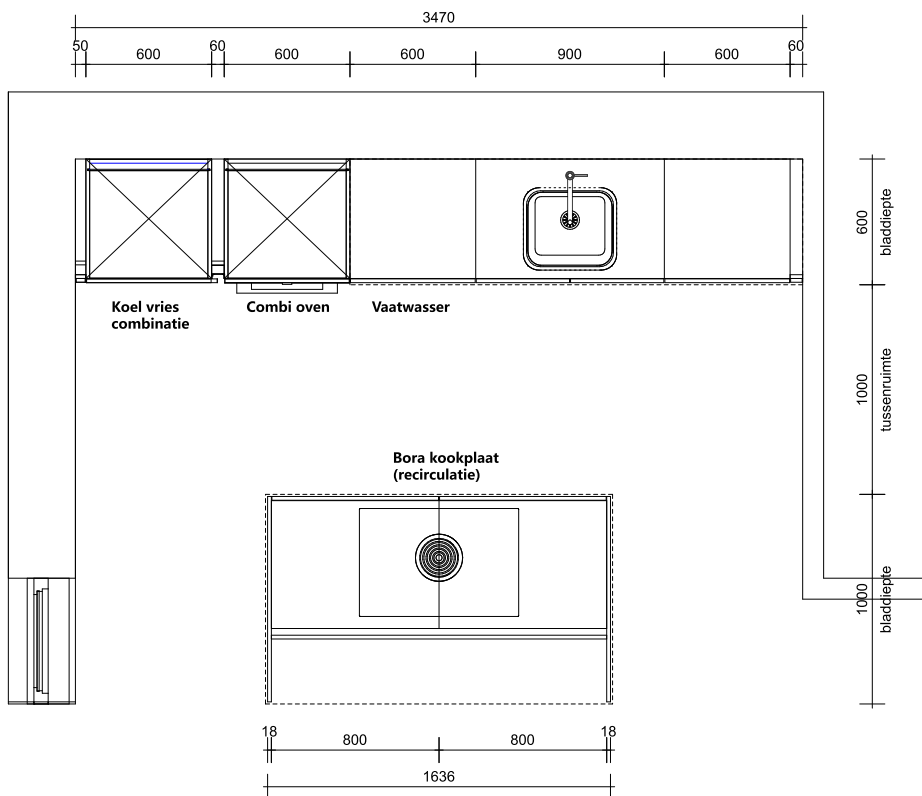 3470
50 600 60 600 600 900 600 60
600
bladdiepte
Koel vries
combinatie
Combi oven
Vaatwasser
1000
tussenruimte
Bora kookplaat
(recirculatie)
1000
bladdiepte
18 800 800 18
1636